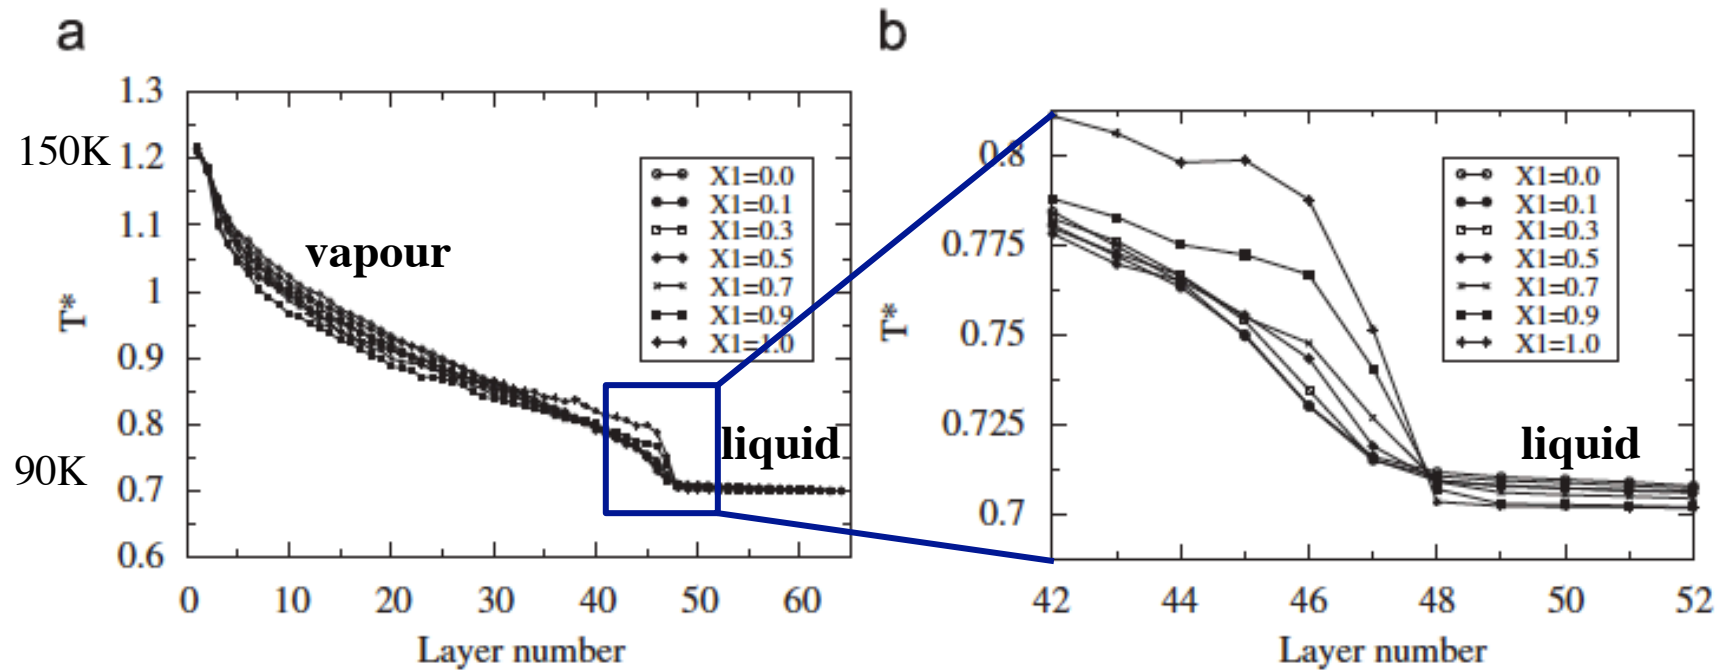 a
1.3
150K 1.2
1.1
1
0.9
0.8
90K 0.7
0.6
T*
vapour
liquid
X1=0.0
X1=0.1
X1=0.3
X1=0.5
X1=0.7
X1=0.9
X1=1.0
0 10 20 30 40 50 60
Layer number
b
0.8
0.775
0.75
0.725
0.7
T*
X1=0.0
X1=0.1
X1=0.3
X1=0.5
X1=0.7
X1=0.9
X1=1.0
liquid
42 44 46 48 50 52
Layer number